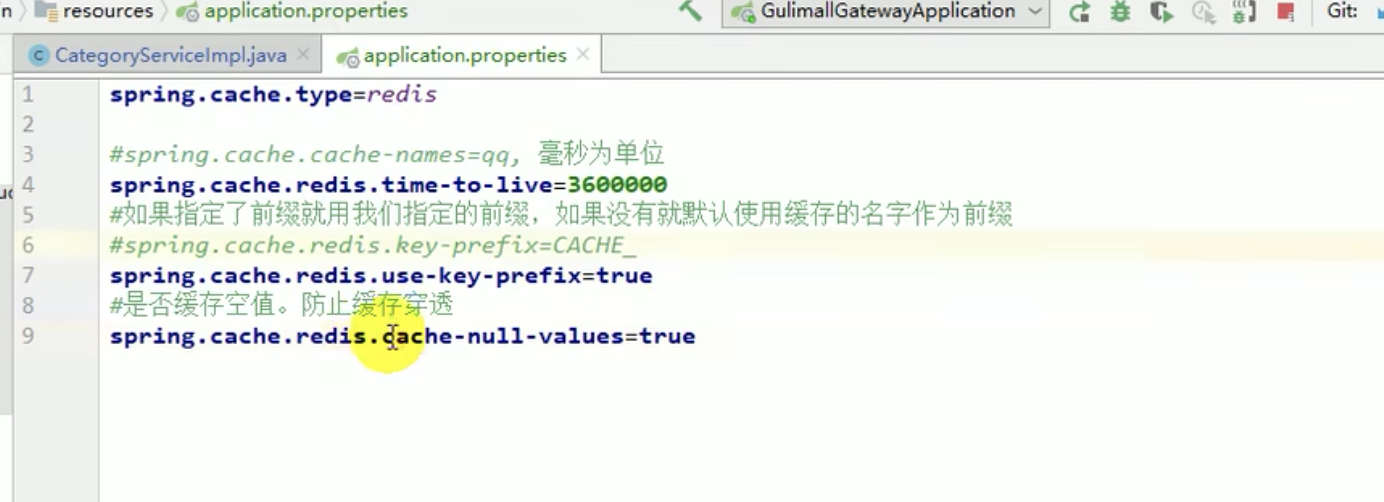 resources application.properties GulimallGatewayApplication Git:
CategoryServiceImpl.java application.properties
1 spring.cache.type=redis
2
3 #spring.cache.cache-names=qq, 毫秒为单位
4 spring.cache.redis.time-to-live=3600000
5 #如果指定了前缀就用我们指定的前缀，如果没有就默认使用缓存的名字作为前缀
6 #spring.cache.redis.key-prefix=CACHE_
7 spring.cache.redis.use-key-prefix=true
8 #是否缓存空值。防止缓存穿透
9 spring.cache.redis.cache-null-values=true